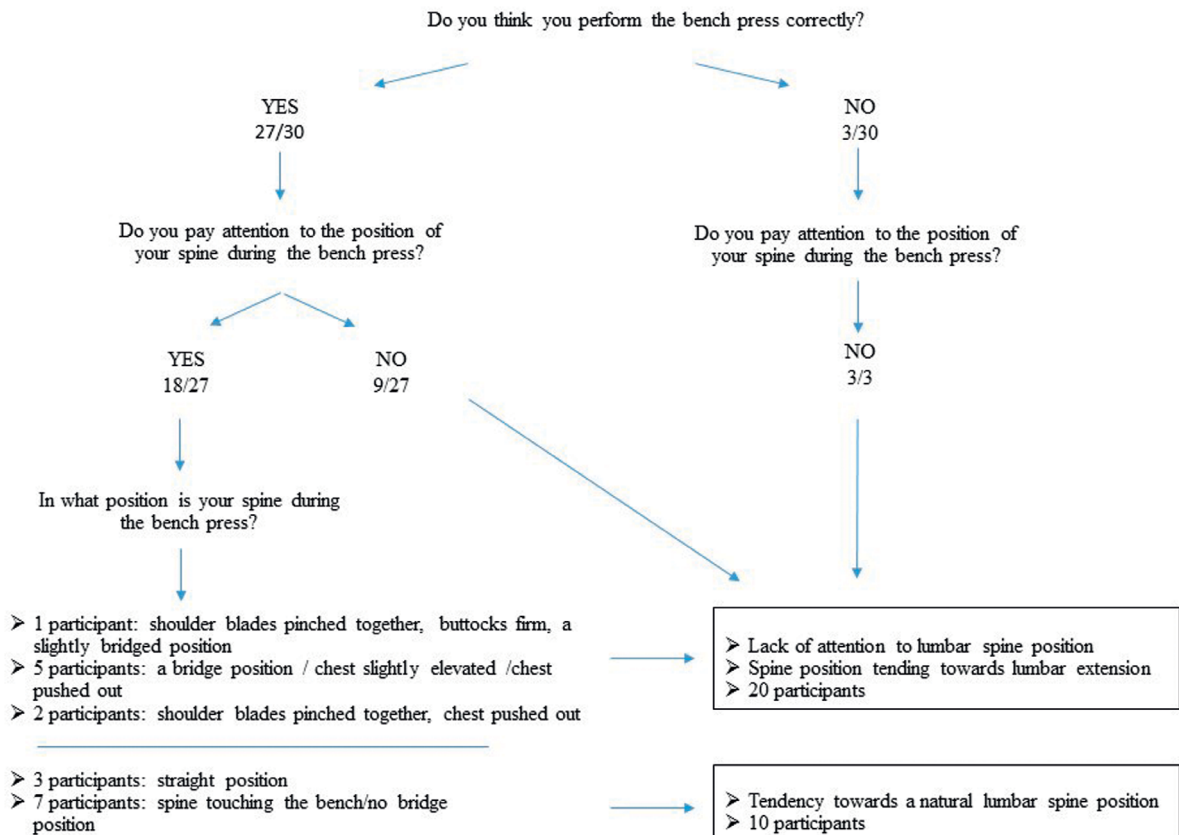 Do you think you perform the bench press correctly?
YES
27/30
NO
3/30
Do you pay attention to the position of
your spine during the bench press?
Do you pay attention to the position of
your spine during the bench press?
YES
18/27
NO
9/27
NO
3/3
In what position is your spine during
the bench press?
➢ 1 participant: shoulder blades pinched together, buttocks firm, a
slightly bridged position
➢ 5 participants: a bridge position / chest slightly elevated /chest
pushed out
➢ 2 participants: shoulder blades pinched together, chest pushed out
➢ Lack of attention to lumbar spine position
➢ Spine position tending towards lumbar extension
➢ 20 participants
➢ 3 participants: straight position
➢ 7 participants: spine touching the bench/no bridge
position
➢ Tendency towards a natural lumbar spine position
➢ 10 participants